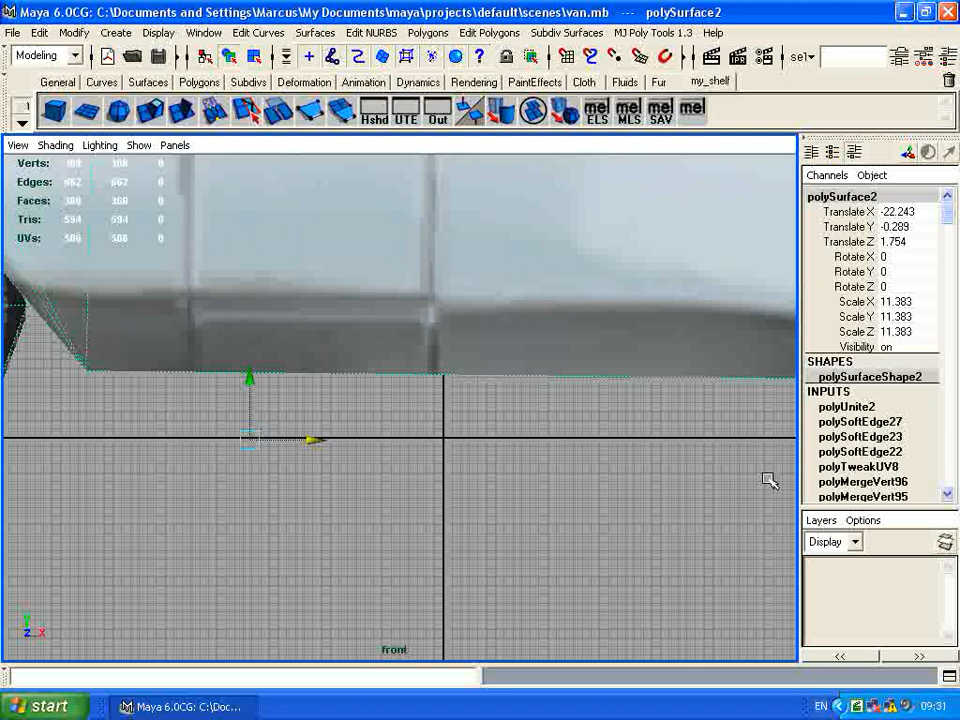 Maya 6.0CG: C:\Documents and Settings\Marcus\My Documents\maya\projects\default\scenes\van.mb --- polySurface2
File Edit Modify Create Display Window Edit Curves Surfaces Edit NURBS Polygons Edit Polygons Subdiv Surfaces MJ Poly Tools 1.3 Help
Modeling sel
General Curves Surfaces Polygons Subdivs Deformation Animation Dynamics Rendering PaintEffects Cloth Fluids Fur my_shelf
Hshd UTE Out mel ELS mel MLS mel SAV mel
View Shading Lighting Show Panels
Channels Object
Verts: 308 0
Edges: 662 662 0
Faces: 380 0
Tris: 594 594 0
UVs: 0
polySurface2
Translate X -22.243
Translate Y -0.289
Translate Z 1.754
Rotate X 0
Rotate Y 0
Rotate Z 0
Scale X 11.383
Scale Y 11.383
Scale Z 11.383
Visibility on
SHAPES
polySurfaceShape2
INPUTS
polyUnite2
polySoftEdge27
polySoftEdge23
polySoftEdge22
polyTweakUV8
polyMergeVert96
polyMergeVert95
Layers Options
Display
y
z x
front
<< >>
start Maya 6.0CG: C:\Doc... EN 09:31